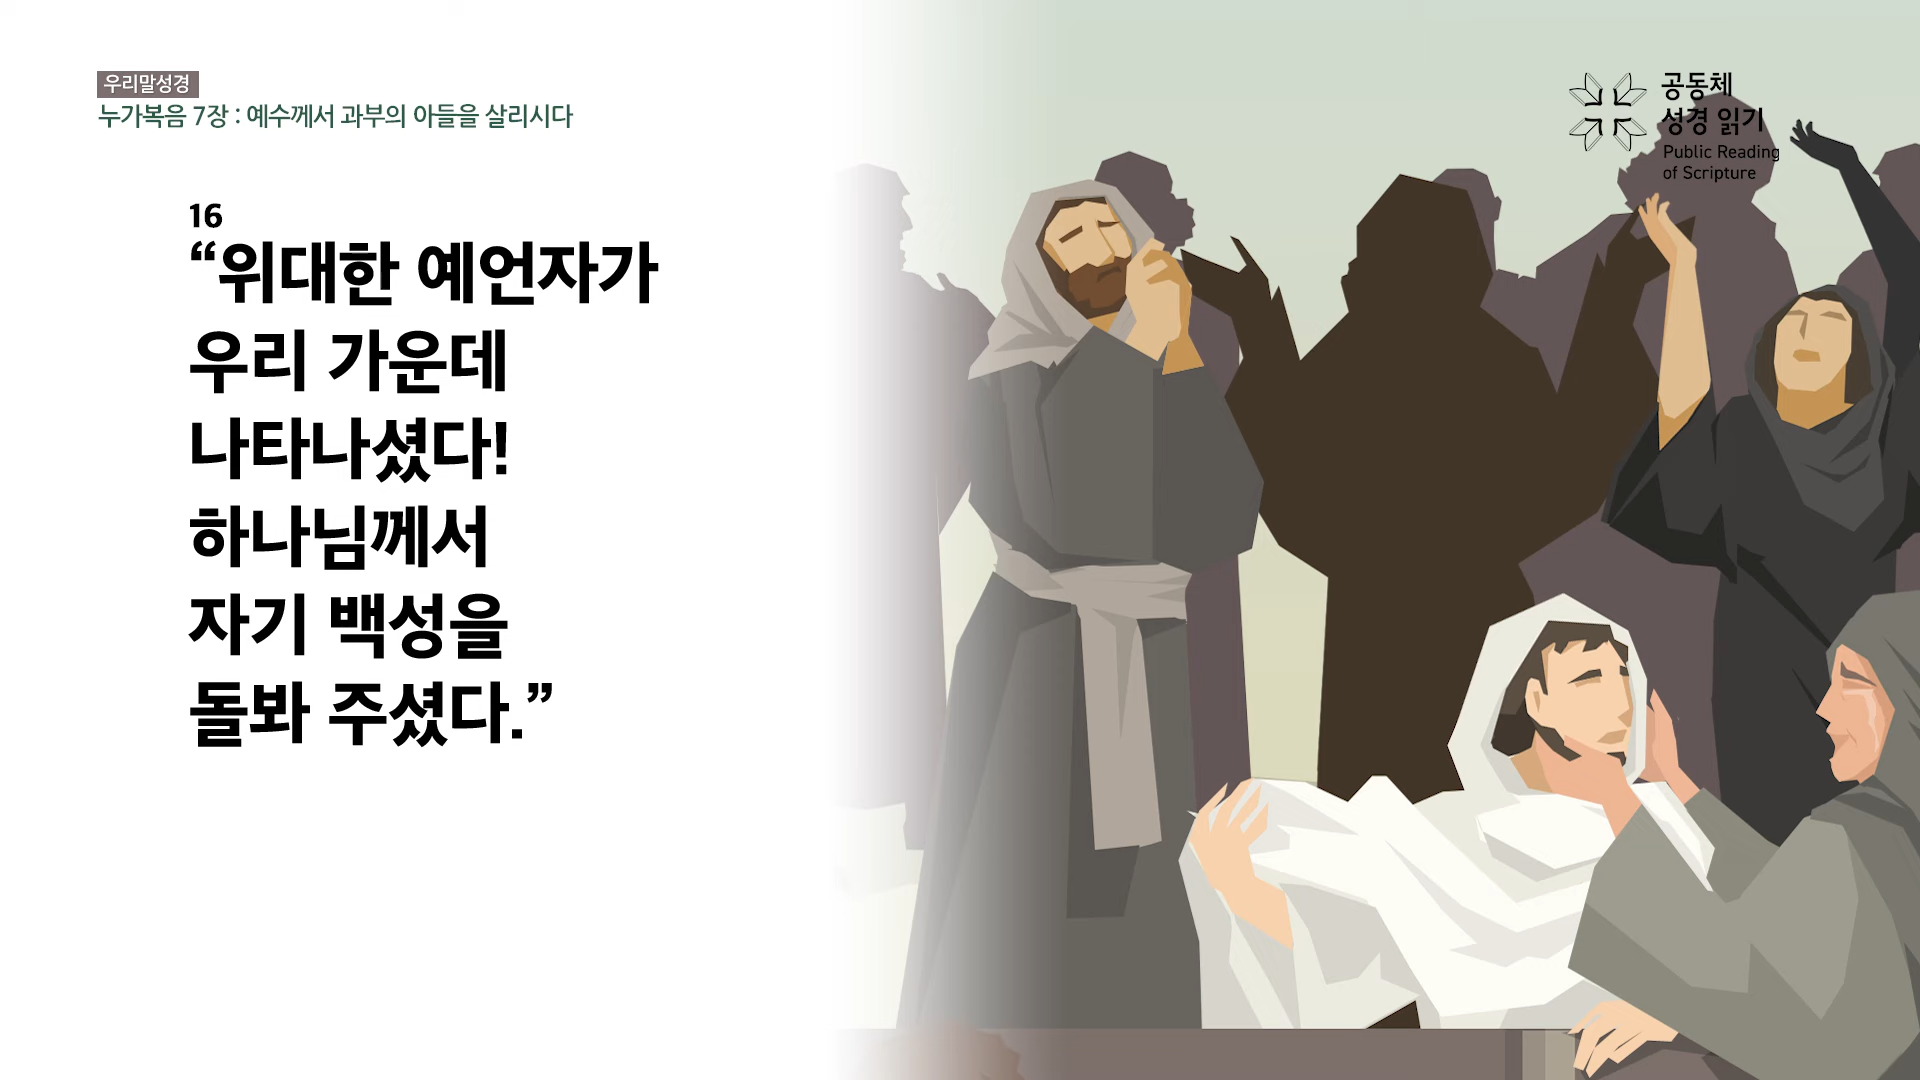 우리말성경
누가복음 7장 : 예수께서 과부의 아들을 살리시다
16
“위대한 예언자가
우리 가운데
나타나셨다!
하나님께서
자기 백성을
돌봐 주셨다.”
공동체
성경 읽기
Public Reading
of Scripture